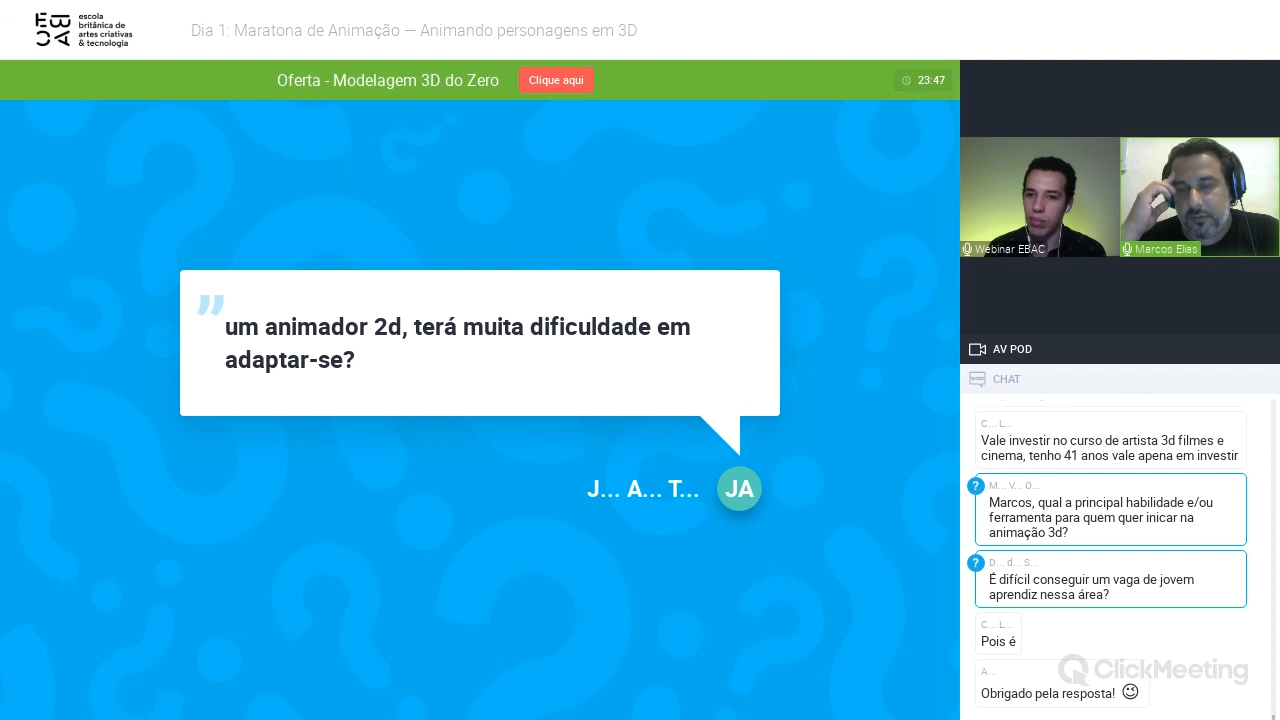 EBAC
escola
britânica de
artes criativas
& tecnologia
Dia 1: Maratona de Animação — Animando personagens em 3D
Oferta - Modelagem 3D do Zero
Clique aqui
23:47
”
um animador 2d, terá muita dificuldade em
adaptar-se?
J... A... T...
JA
Webinar EBAC
Marcos Elias
AV POD
CHAT
C... L...
Vale investir no curso de artista 3d filmes e
cinema, tenho 41 anos vale apena em investir
?
M... V... O...
Marcos, qual a principal habilidade e/ou
ferramenta para quem quer inicar na
animação 3d?
?
D... d... S...
É difícil conseguir um vaga de jovem
aprendiz nessa área?
C... L...
Pois é
A...
Obrigado pela resposta! 😉
ClickMeeting